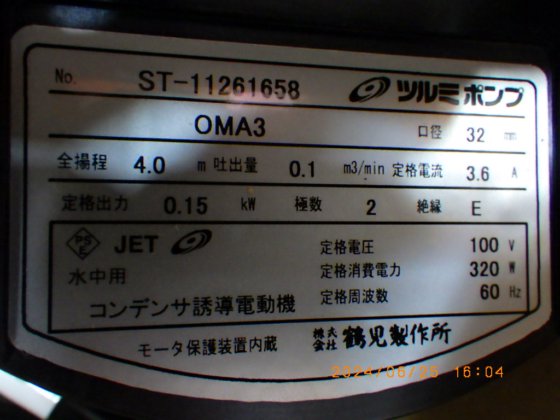 No. ST-11261658 ツルミポンプ
OMA3 口径 32 mm
全揚程 4.0 m 吐出量 0.1 m3/min 定格電流 3.6 A
定格出力 0.15 kW 極数 2 絶縁 E
PSE JET 定格電圧 100 V
水中用 定格消費電力 320 W
コンデンサ誘導電動機 定格周波数 60 Hz
モータ保護装置内蔵 株式会社 鶴見製作所
16:04